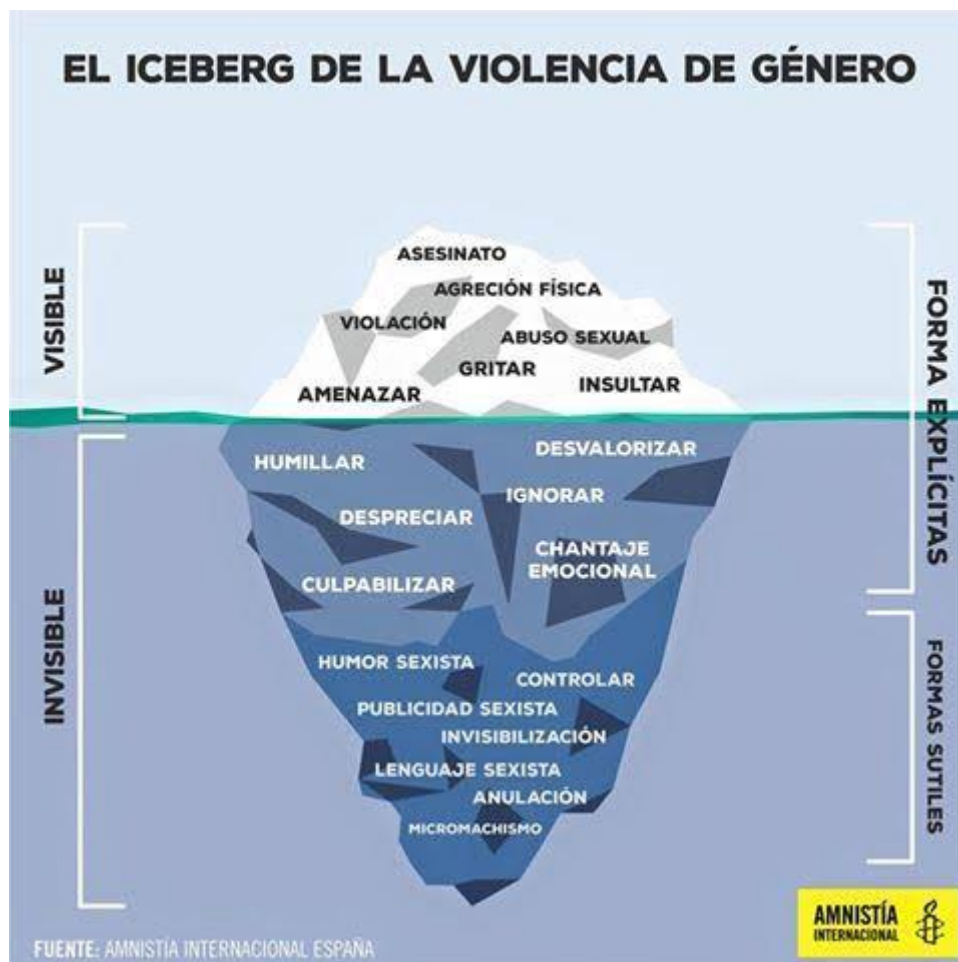 EL ICEBERG DE LA VIOLENCIA DE GÉNERO
VISIBLE
ASESINATO
AGRECIÓN FÍSICA
VIOLACIÓN
ABUSO SEXUAL
GRITAR
AMENAZAR
INSULTAR
FORMA EXPLÍCITAS
INVISIBLE
HUMILLAR
DESVALORIZAR
IGNORAR
DESPRECIAR
CHANTAJE
EMOCIONAL
CULPABILIZAR
FORMAS SUTILES
HUMOR SEXISTA
CONTROLAR
PUBLICIDAD SEXISTA
INVISIBILIZACIÓN
LENGUAJE SEXISTA
ANULACIÓN
MICROMACHISMO
FUENTE: AMNISTÍA INTERNACIONAL ESPAÑA
AMNISTÍA
INTERNACIONAL